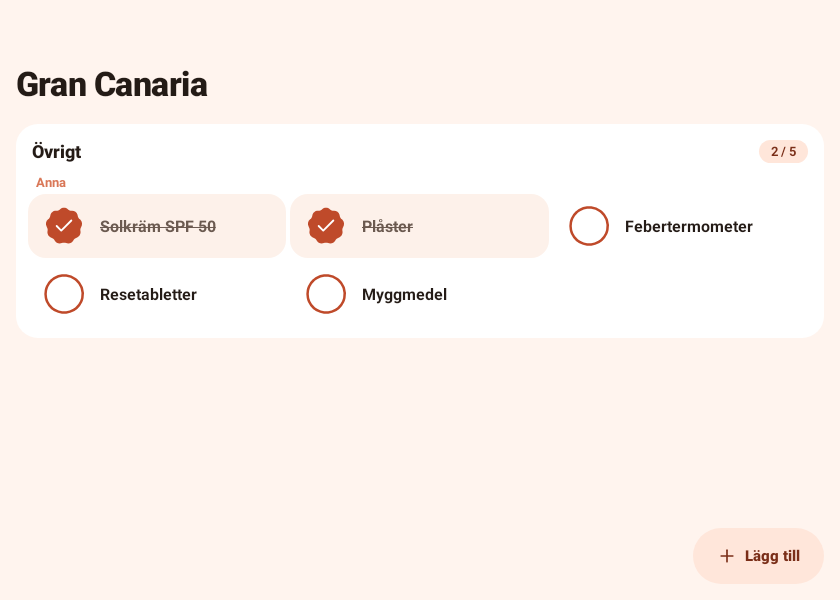 Gran Canaria
Övrigt
2 / 5
Anna
Solkräm SPF 50
Plåster
Febertermometer
Resetabletter
Myggmedel
Lägg till